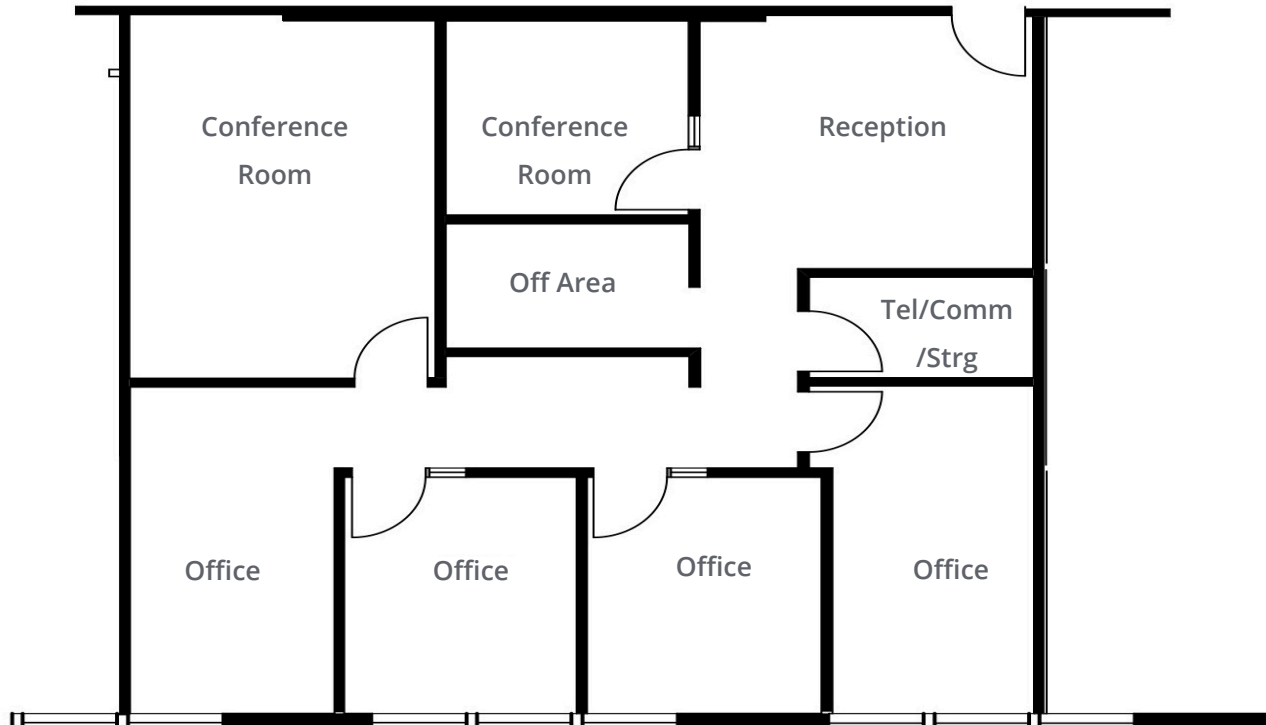 Conference
Room
Conference
Room
Reception
Off Area
Tel/Comm
/Strg
Office
Office
Office
Office